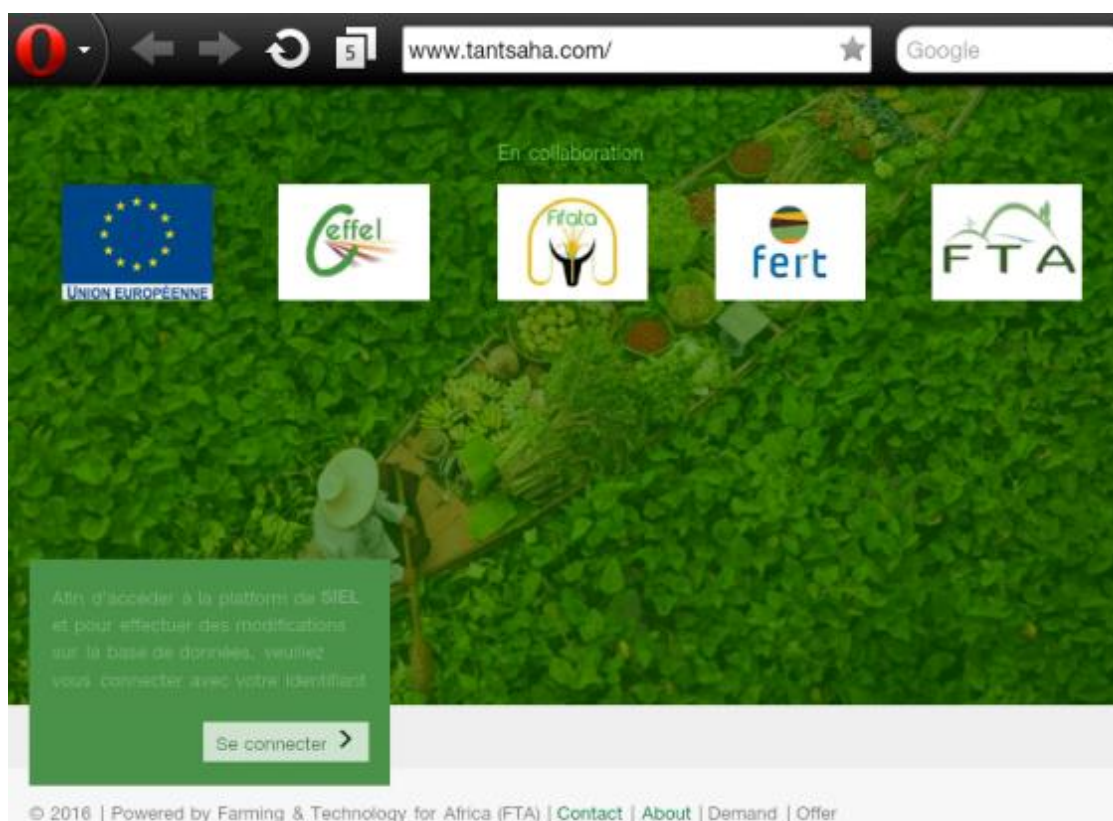 5 www.tantsaha.com/ Google
En collaboration
UNION EUROPÉENNE
Ceffel
Fifata
fert
FTA
Afin d'acceder à la platform de SIEL
et pour effectuer des modifications
sur la base de données, veuillez
vous connecter avec votre identifiant
Se connecter
© 2016 | Powered by Farming & Technology for Africa (FTA) | Contact | About | Demand | Offer